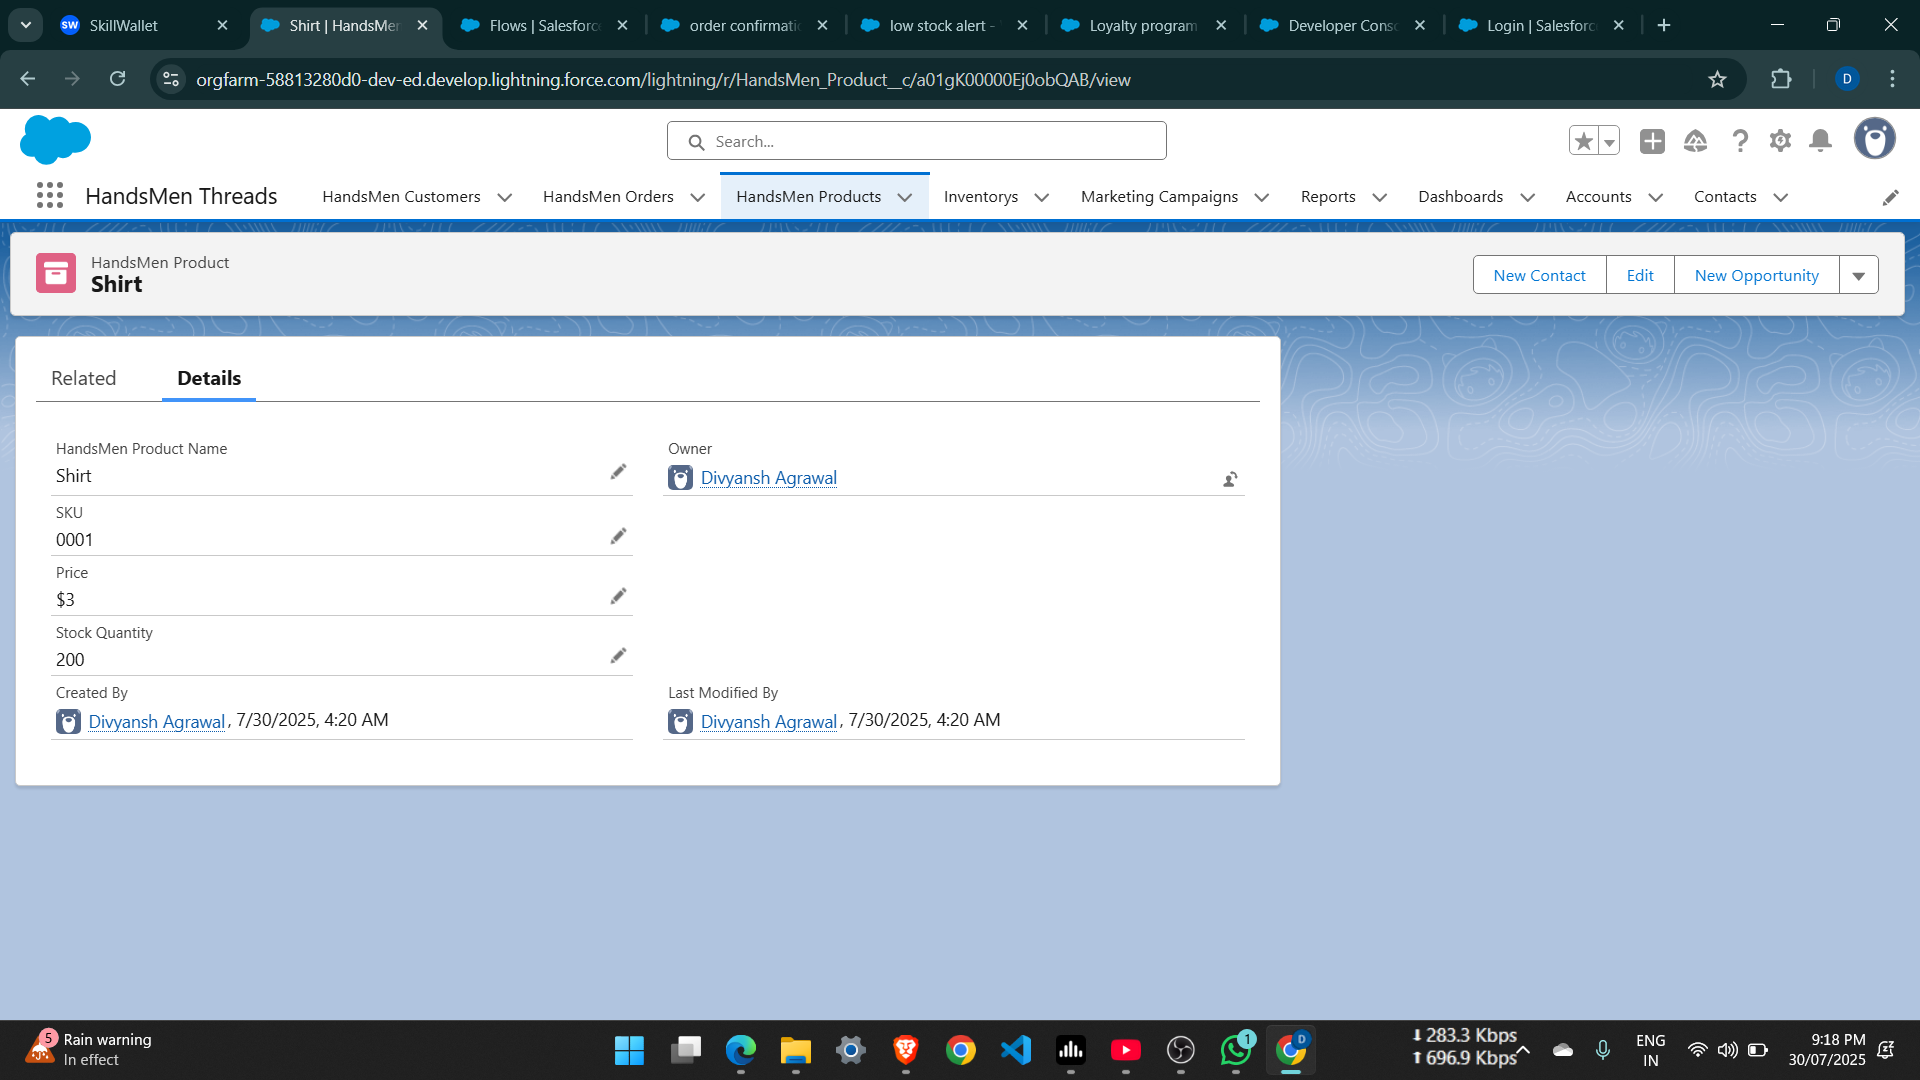 SkillWallet
Shirt | HandsMen
Flows | Salesforce
order confirmatio
low stock alert -
Loyalty program
Developer Conso
Login | Salesforce
orgfarm-58813280d0-dev-ed.develop.lightning.force.com/lightning/r/HandsMen_Product__c/a01gK00000Ej0obQAB/view
D
Search...
HandsMen Threads
HandsMen Customers
HandsMen Orders
HandsMen Products
Inventorys
Marketing Campaigns
Reports
Dashboards
Accounts
Contacts
HandsMen Product
Shirt
New Contact
Edit
New Opportunity
Related
Details
HandsMen Product Name
Shirt
Owner
Divyansh Agrawal
SKU
0001
Price
$3
Stock Quantity
200
Created By
Divyansh Agrawal, 7/30/2025, 4:20 AM
Last Modified By
Divyansh Agrawal, 7/30/2025, 4:20 AM
5
Rain warning
In effect
1
D
283.3 Kbps
696.9 Kbps
ENG
IN
9:18 PM
30/07/2025